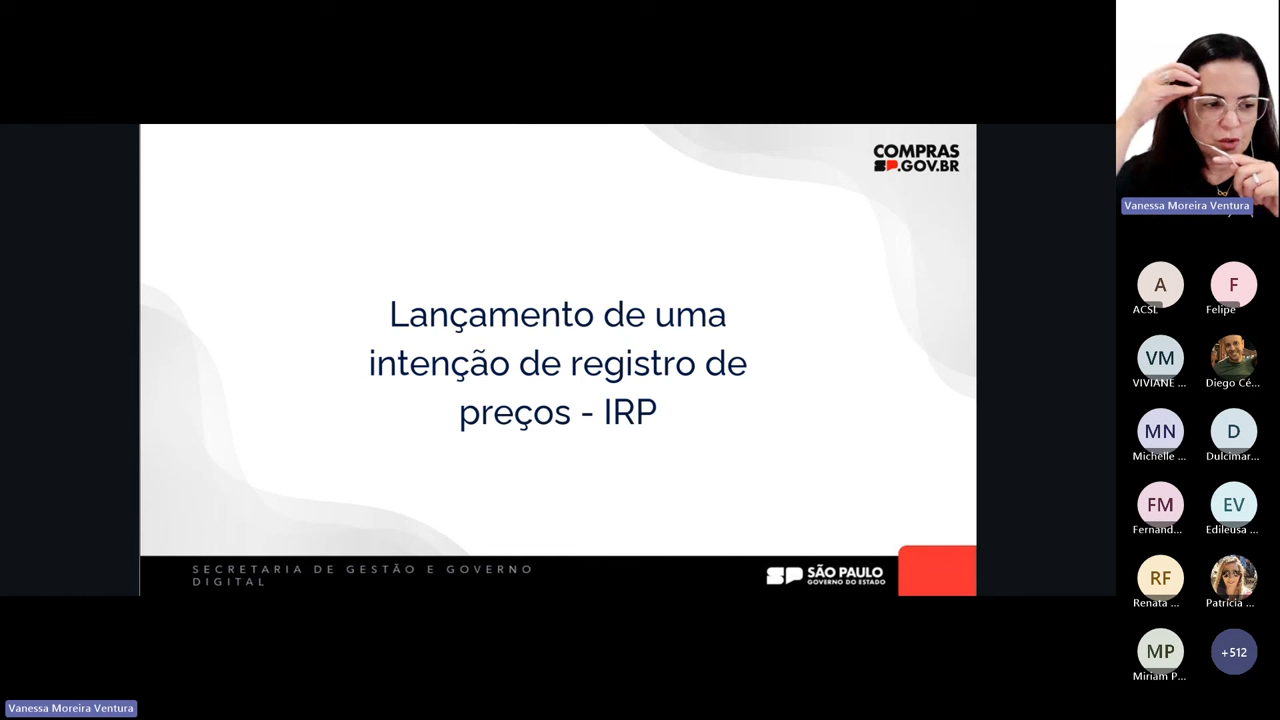 COMPRAS
SP.GOV.BR
Lançamento de uma
intenção de registro de
preços - IRP
SECRETARIA DE GESTÃO E GOVERNO
DIGITAL
SP SÃO PAULO
GOVERNO DO ESTADO
Vanessa Moreira Ventura
A
ACSL
F
Felipe
VM
VIVIANE ...
Diego Cé...
MN
Michelle ...
D
Dulcimar...
FM
Fernand...
EV
Edileusa ...
RF
Renata ...
Patrícia ...
MP
Miriam P...
+512
Vanessa Moreira Ventura